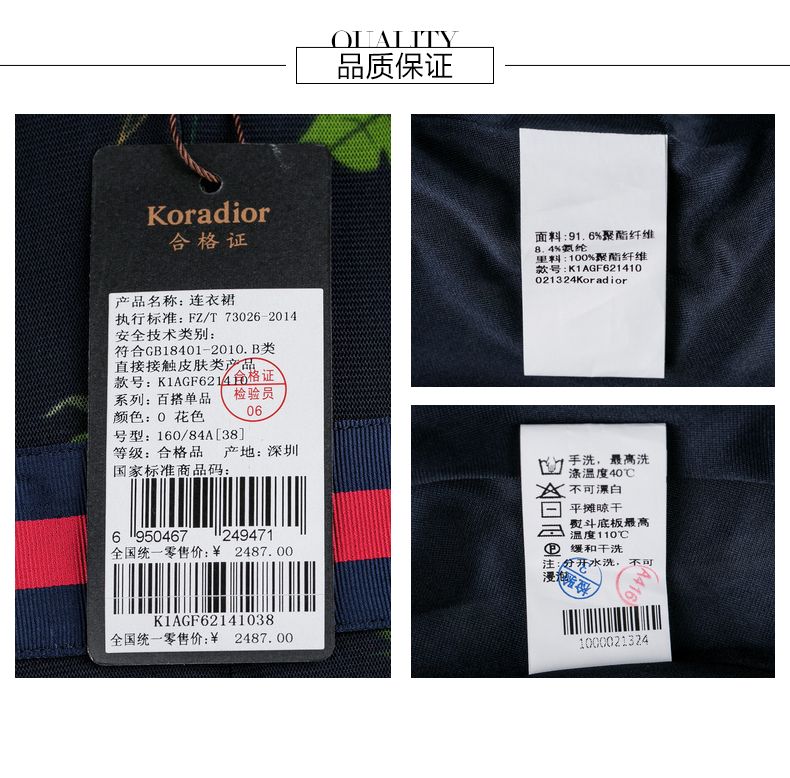 QUALITY
品质保证
Koradior
合格证
产品名称: 连衣裙
执行标准: FZ/T 73026-2014
安全技术类别:
符合GB18401-2010.B类
直接接触皮肤类产品
款号: K1AGF621410
系列: 百搭单品
颜色: 0 花色
号型: 160/84A[38]
等级: 合格品 产地: 深圳
国家标准商品码:
合格证
检验员
06
6 950467 249471
全国统一零售价:¥ 2487.00
K1AGF62141038
全国统一零售价:¥ 2487.00
面料:91.6%聚酯纤维
8.4%氨纶
里料:100%聚酯纤维
款号:K1AGF621410
021324Koradior
手洗，最高洗
涤温度40℃
不可漂白
平摊晾干
熨斗底板最高
温度110℃
缓和干洗
注:分开水洗，不可
浸泡
检验
2
A416
1000021324